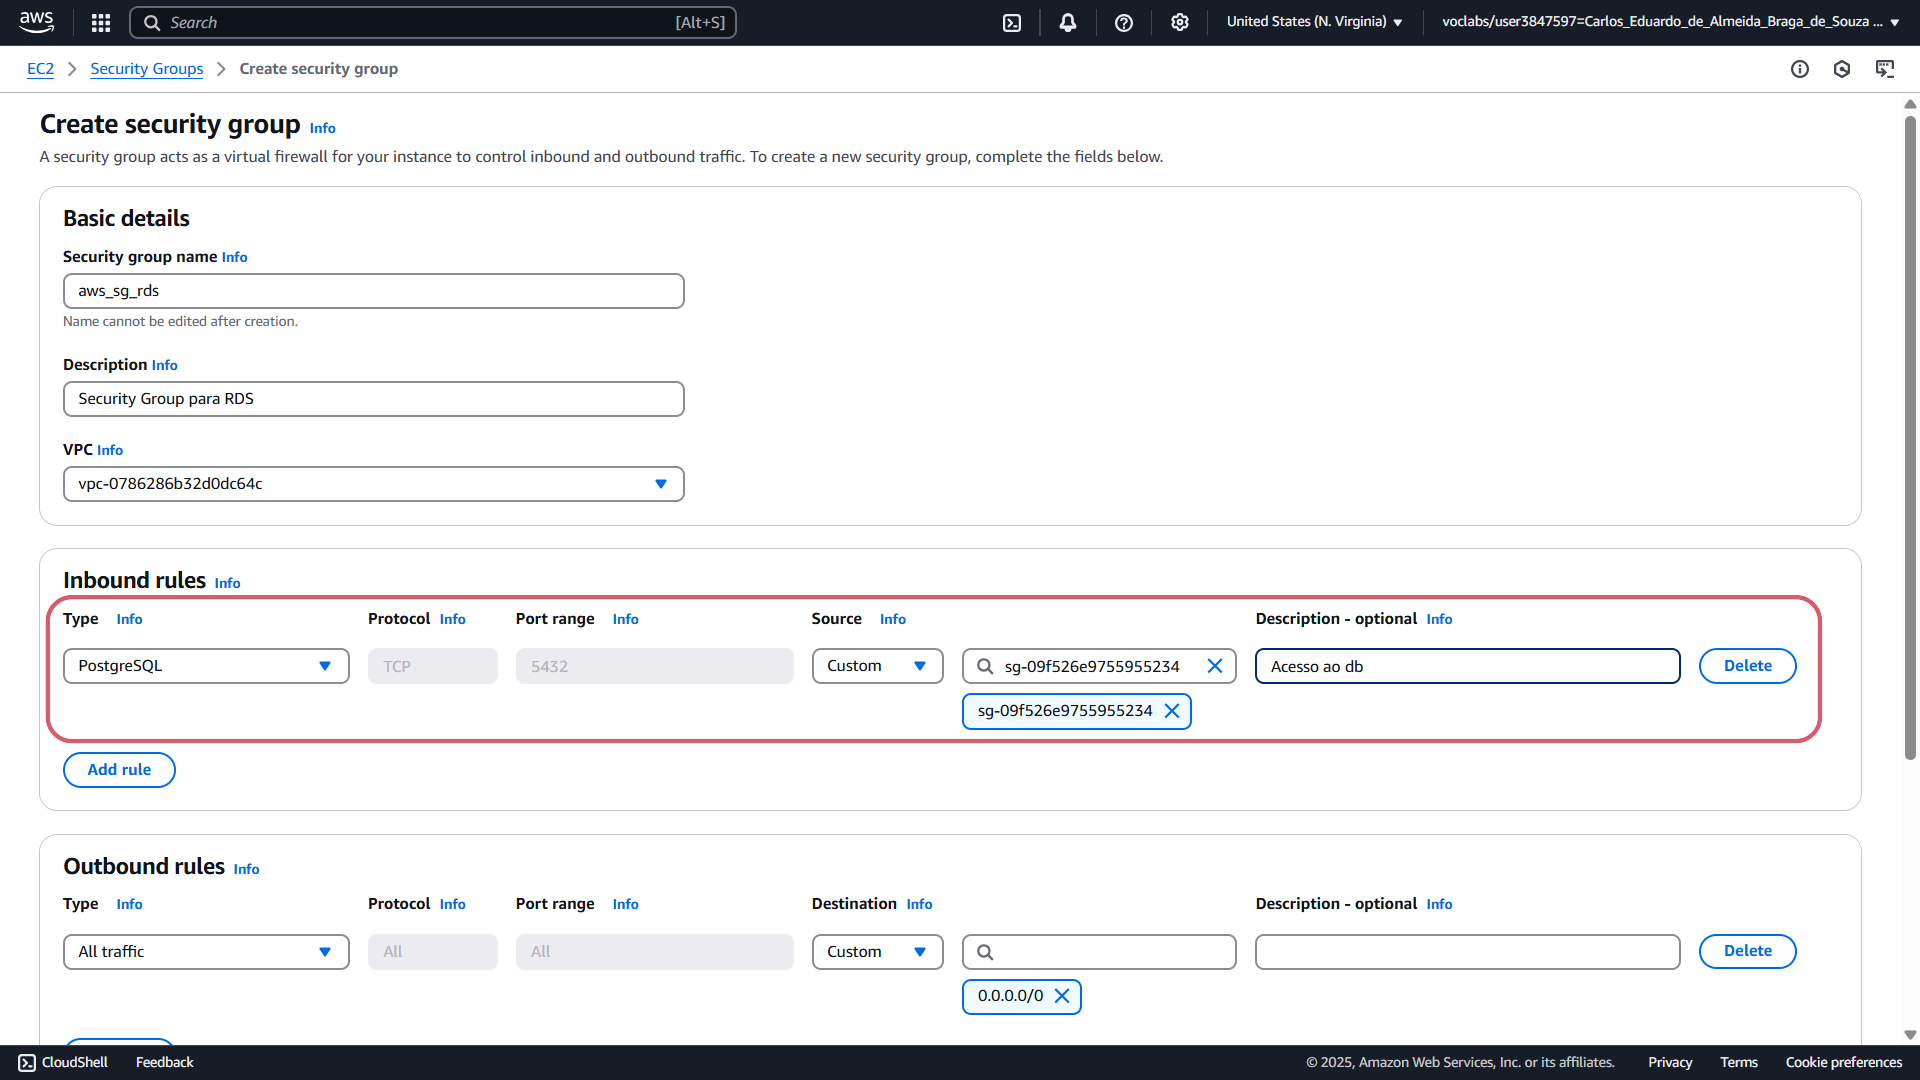 aws
Search [Alt+S]
United States (N. Virginia)
voclabs/user3847597=Carlos_Eduardo_de_Almeida_Braga_de_Souza ...
EC2 > Security Groups > Create security group
Create security group Info
A security group acts as a virtual firewall for your instance to control inbound and outbound traffic. To create a new security group, complete the fields below.
Basic details
Security group name Info
aws_sg_rds
Name cannot be edited after creation.
Description Info
Security Group para RDS
VPC Info
vpc-0786286b32d0dc64c
Inbound rules Info
Type Info Protocol Info Port range Info Source Info Description - optional Info
PostgreSQL TCP 5432 Custom sg-09f526e9755955234 Acesso ao db Delete
sg-09f526e9755955234
Add rule
Outbound rules Info
Type Info Protocol Info Port range Info Destination Info Description - optional Info
All traffic All All Custom Delete
0.0.0.0/0
CloudShell Feedback © 2025, Amazon Web Services, Inc. or its affiliates. Privacy Terms Cookie preferences